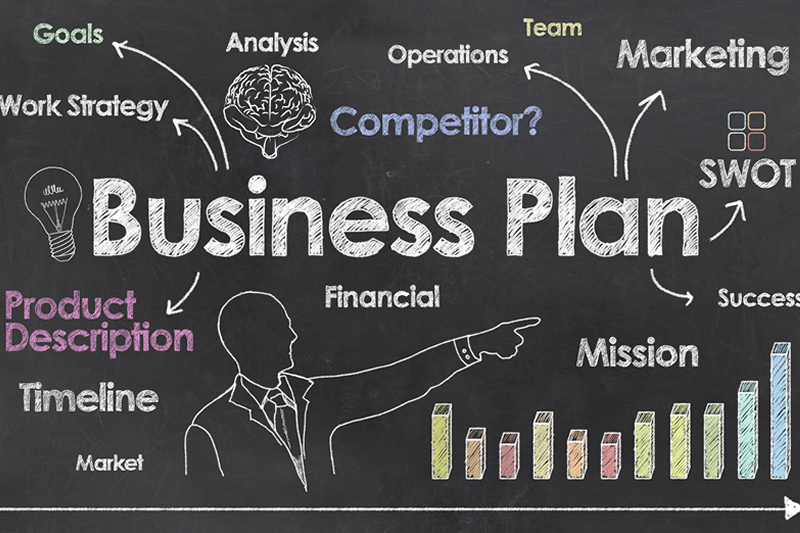 Goals
Analysis
Operations
Team
Marketing
Work Strategy
Competitor?
SWOT
Business Plan
Product
Description
Financial
Success
Mission
Timeline
Market